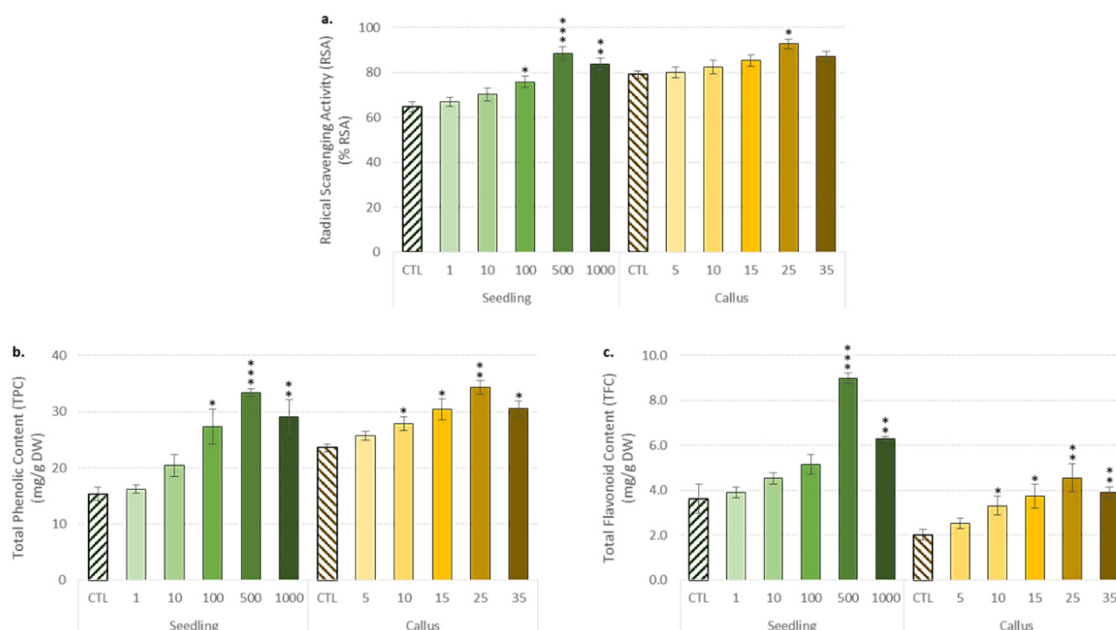 a.
Radical Scavenging Activity (RSA)
(% RSA)
100
80
60
40
20
0
* *** ** *
CTL 1 10 100 500 1000 CTL 5 10 15 25 35
Seedling Callus
b.
Total Phenolic Content (TPC)
(mg/g DW)
40
30
20
10
0
* *** ** * * ** *
CTL 1 10 100 500 1000 CTL 5 10 15 25 35
Seedling Callus
c.
Total Flavonoid Content (TFC)
(mg/g DW)
10.0
8.0
6.0
4.0
2.0
0.0
*** ** * * ** **
CTL 1 10 100 500 1000 CTL 5 10 15 25 35
Seedling Callus